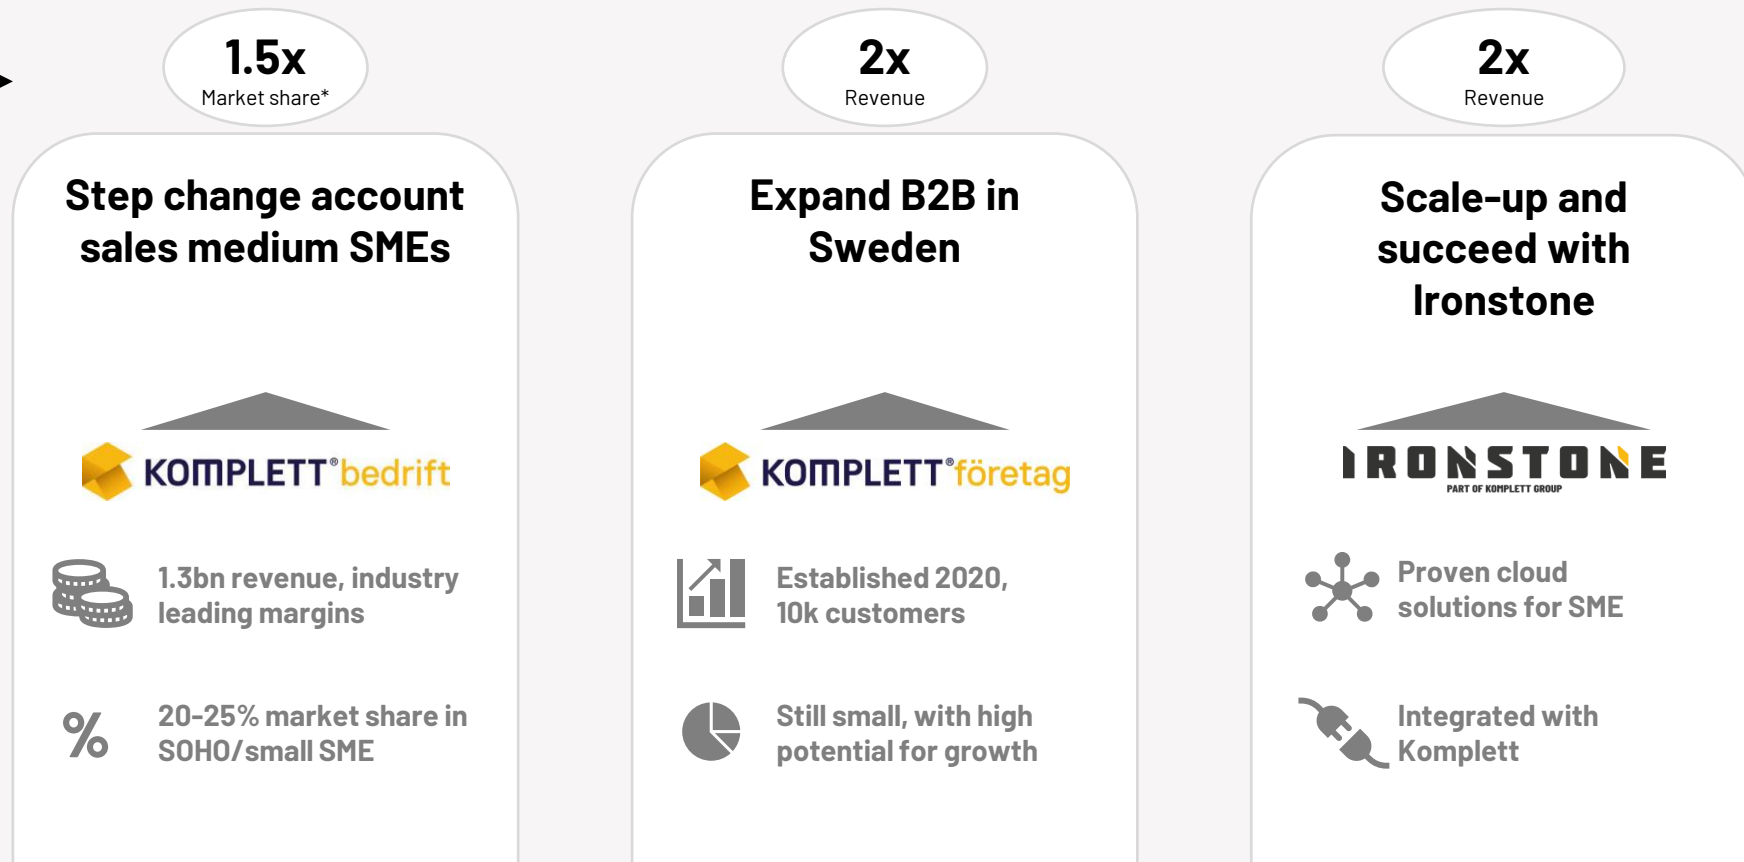 1.5x
Market share*
Step change account
sales medium SMEs
KOMPLETT®bedrift
1.3bn revenue, industry
leading margins
%
20-25% market share in
SOHO/small SME
2x
Revenue
Expand B2B in
Sweden
KOMPLETT®företag
Established 2020,
10k customers
Still small, with high
potential for growth
2x
Revenue
Scale-up and
succeed with
Ironstone
IRONSTONE
PART OF KOMPLETT GROUP
Proven cloud
solutions for SME
Integrated with
Komplett